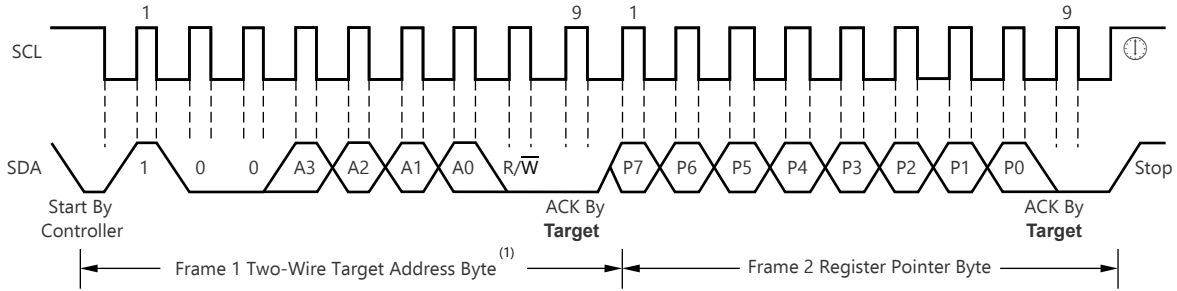 1 9 1 9
SCL
SDA 1 0 0 A3 A2 A1 A0 R/W̅ P7 P6 P5 P4 P3 P2 P1 P0 Stop
Start By ACK By ACK By
Controller Target Target
Frame 1 Two-Wire Target Address Byte (1) Frame 2 Register Pointer Byte